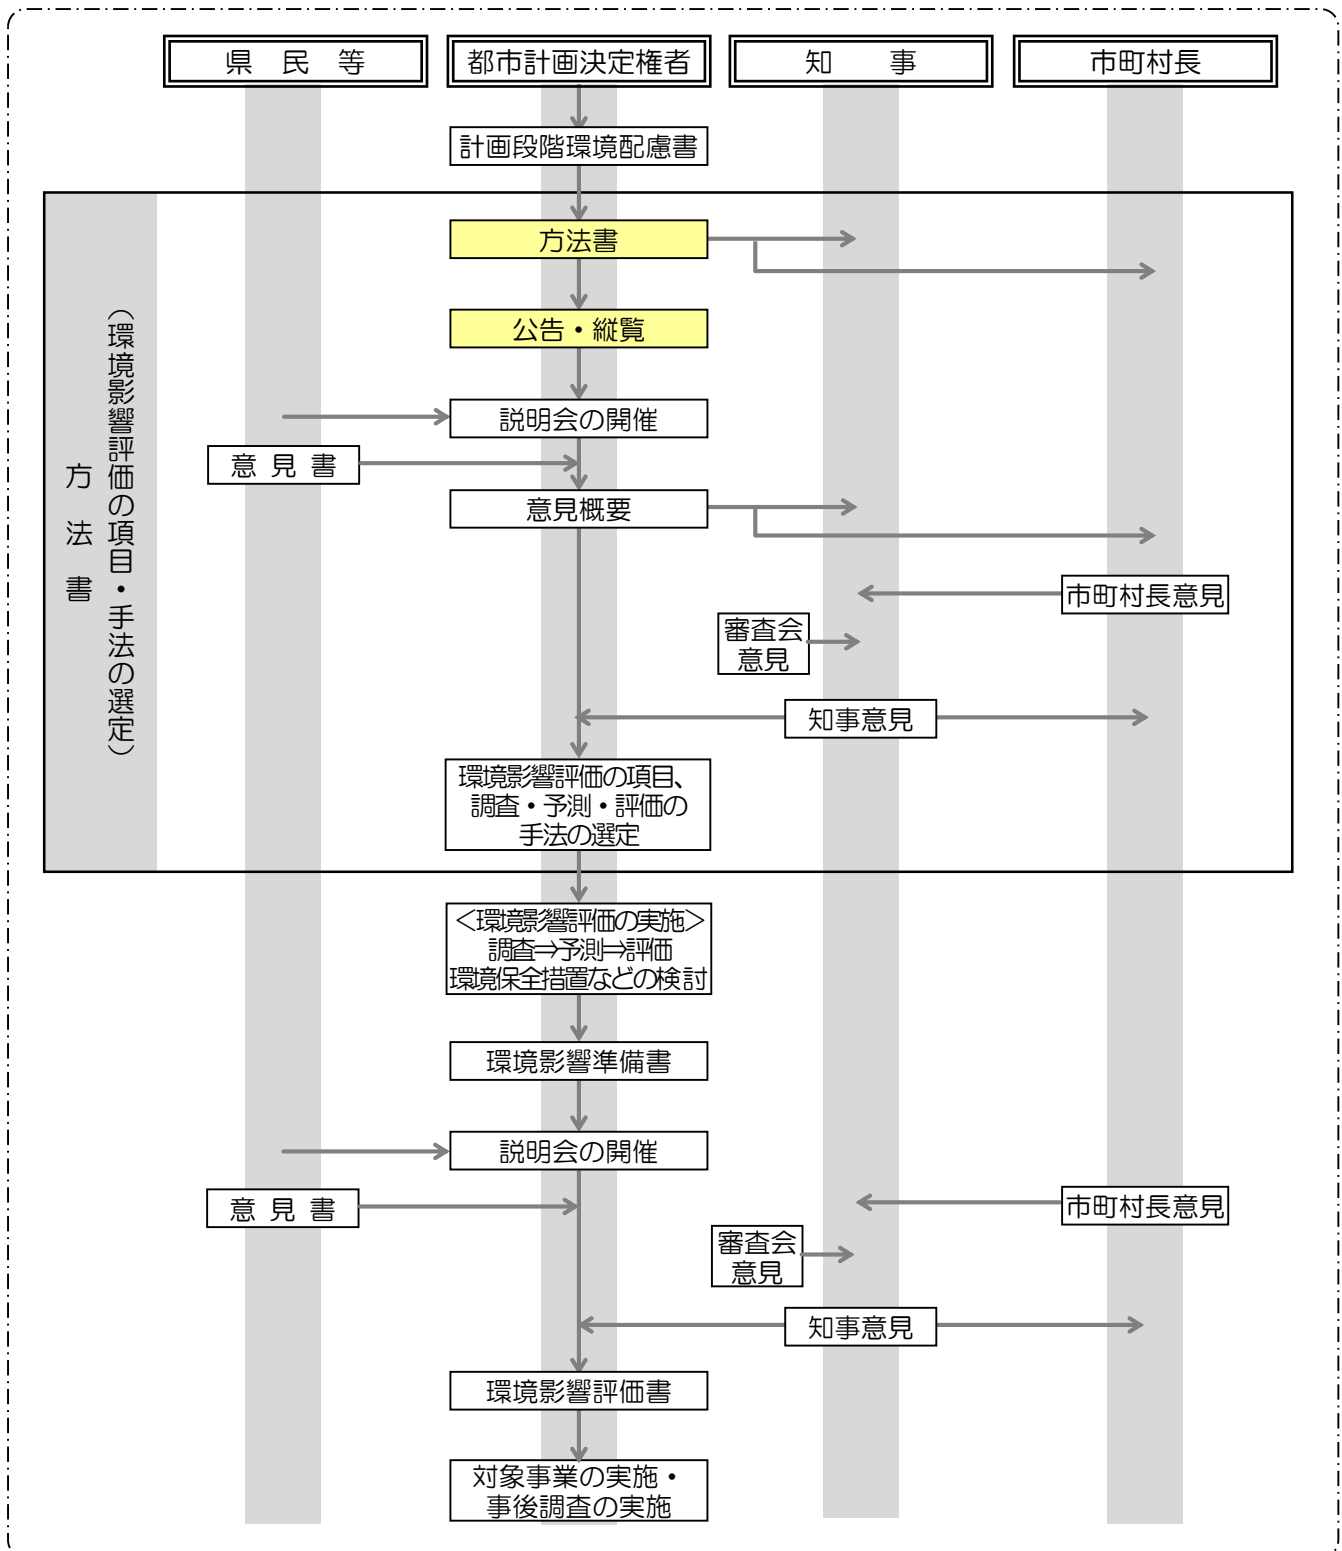 県 民 等
都市計画決定権者
知 事
市町村長
計画段階環境配慮書
方 法 書
（環境影響評価の項目・手法の選定）
方法書
公告・縦覧
説明会の開催
意 見 書
意見概要
市町村長意見
審査会
意見
知事意見
環境影響評価の項目、
調査・予測・評価の
手法の選定
＜環境影響評価の実施＞
調査⇒予測⇒評価
環境保全措置などの検討
環境影響準備書
説明会の開催
意 見 書
市町村長意見
審査会
意見
知事意見
環境影響評価書
対象事業の実施・
事後調査の実施